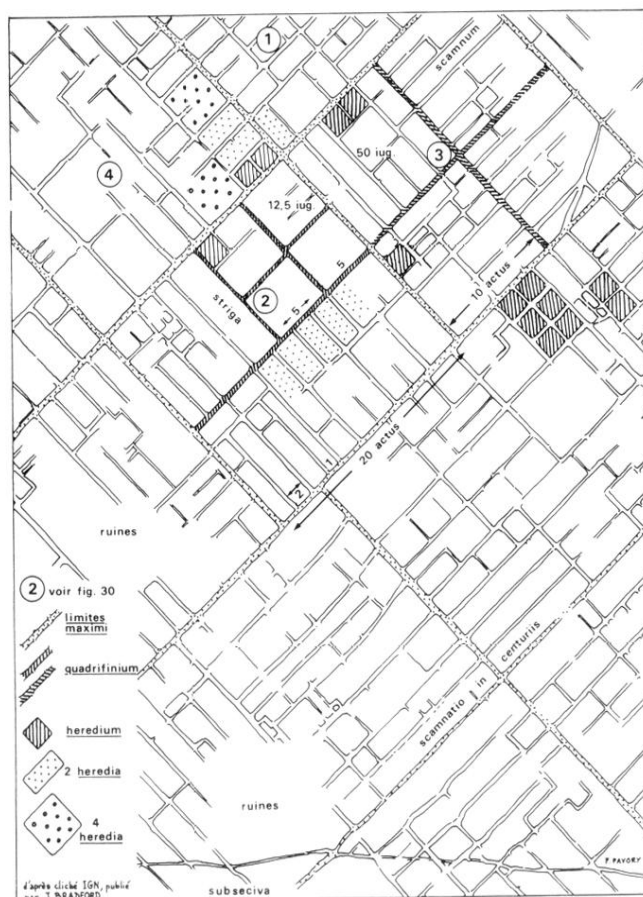 1
scamnum
4
50 iug.
3
12,5 iug.
5
2
5
striga
10 actus
20 actus
1
2
ruines
2 voir fig. 30
limites
maximi
quadrifinium
heredium
2 heredia
4
heredia
centuriis
scamnatio in
ruines
F. FAVORY
d'après cliché IGN, publié
par J. BRADFORD
subseciva